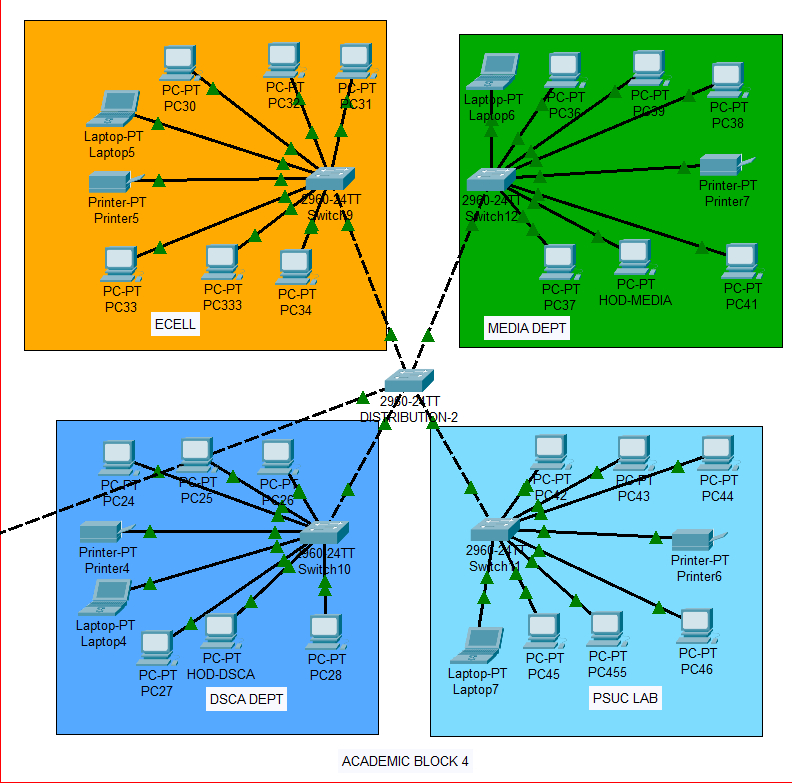 PC-PT
PC30
PC-PT
PC32
PC-PT
PC31
Laptop-PT
Laptop5
Printer-PT
Printer5
2960-24TT
Switch9
PC-PT
PC33
PC-PT
PC333
PC-PT
PC34
ECELL
Laptop-PT
Laptop6
PC-PT
PC36
PC-PT
PC39
PC-PT
PC38
Printer-PT
Printer7
2960-24TT
Switch12
PC-PT
PC37
PC-PT
HOD-MEDIA
PC-PT
PC41
MEDIA DEPT
2960-24TT
DISTRIBUTION-2
PC-PT
PC24
PC-PT
PC25
PC-PT
PC26
Printer-PT
Printer4
2960-24TT
Switch10
Laptop-PT
Laptop4
PC-PT
PC27
PC-PT
HOD-DSCA
PC-PT
PC28
DSCA DEPT
PC-PT
PC42
PC-PT
PC43
PC-PT
PC44
2960-24TT
Switch11
Printer-PT
Printer6
Laptop-PT
Laptop7
PC-PT
PC45
PC-PT
PC455
PC-PT
PC46
PSUC LAB
ACADEMIC BLOCK 4